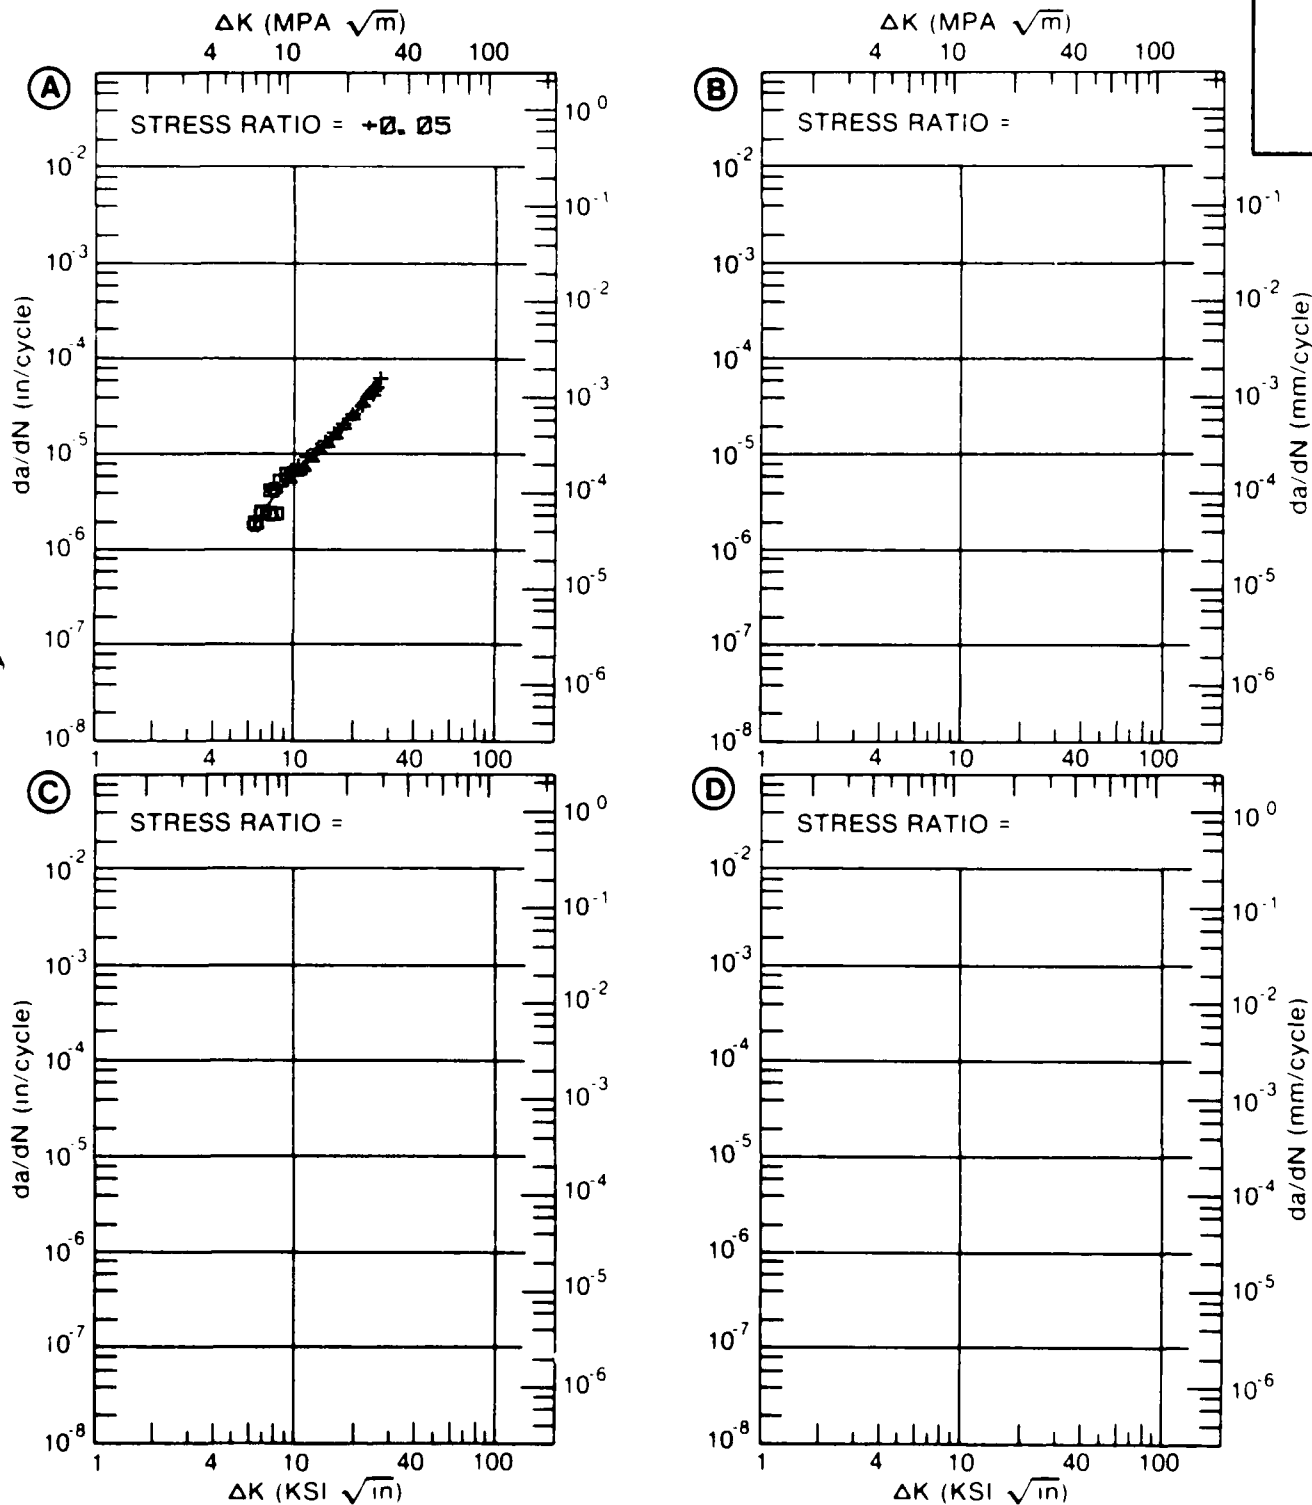 ΔK (MPA √m)
4 10 40 100
A
STRESS RATIO = +0.05
10^-2
10^-3
10^-4
10^-5
10^-6
10^-7
10^-8
da/dN (in/cycle)
10^0
10^-1
10^-2
10^-3
10^-4
10^-5
10^-6
1 4 10 40 100
ΔK (MPA √m)
4 10 40 100
B
STRESS RATIO =
10^-2
10^-3
10^-4
10^-5
10^-6
10^-7
10^-8
10^-1
10^-2
10^-3
10^-4
10^-5
10^-6
da/dN (mm/cycle)
1 4 10 40 100
C
STRESS RATIO =
10^-2
10^-3
10^-4
10^-5
10^-6
10^-7
10^-8
da/dN (in/cycle)
10^0
10^-1
10^-2
10^-3
10^-4
10^-5
10^-6
1 4 10 40 100
ΔK (KSI √in)
D
STRESS RATIO =
10^-2
10^-3
10^-4
10^-5
10^-6
10^-7
10^-8
10^0
10^-1
10^-2
10^-3
10^-4
10^-5
10^-6
da/dN (mm/cycle)
1 4 10 40 100
ΔK (KSI √in)